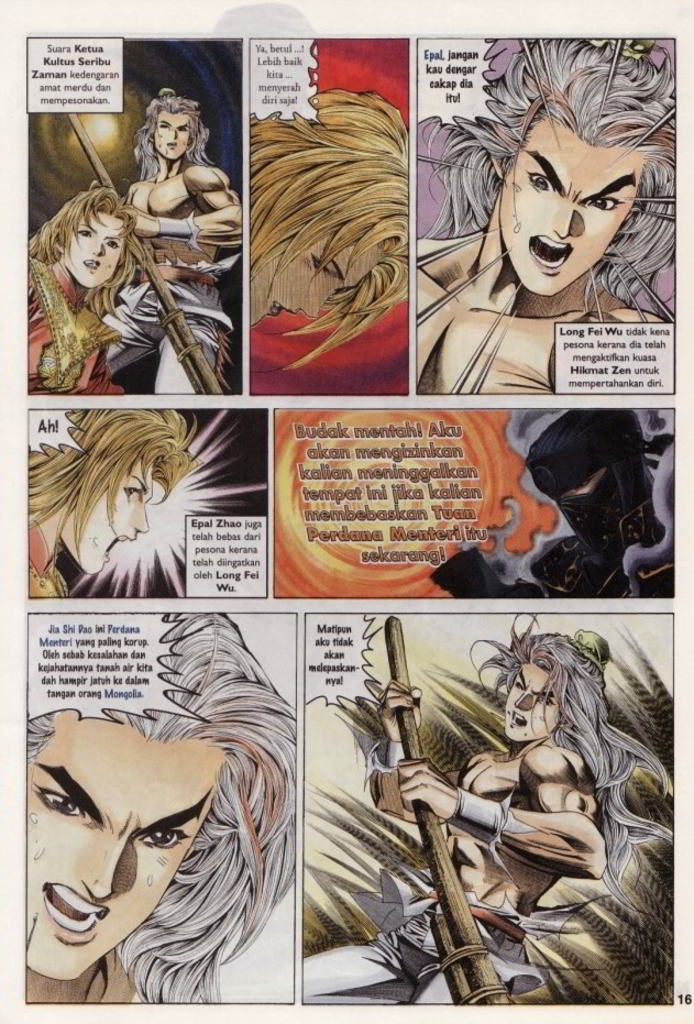 Suara Ketua
Kultus Seribu
Zaman kedengaran
amat merdu dan
mempesonakan.
Ya, betul ...!
Lebih baik
kita ...
menyerah
diri saja!
Epal, jangan
kau dengar
cakap dia
itu!
Long Fei Wu tidak kena
pesona kerana dia telah
mengaktifkan kuasa
Hikmat Zen untuk
mempertahankan diri.
Ah!
Epal Zhao juga
telah bebas dari
pesona kerana
telah diingatkan
oleh Long Fei
Wu.
Budak mentah! Aku
akan mengizinkan
kalian meninggalkan
tempat ini jika kalian
membebaskan Tuan
Perdana Menteri itu
sekarang!
Jia Shi Dao ini Perdana
Menteri yang paling korup.
Oleh sebab kesalahan dan
kejahatannya tanah air kita
dah hampir jatuh ke dalam
tangan orang Mongolia.
Matipun
aku tidak
akan
melepaskan-
nya!
16